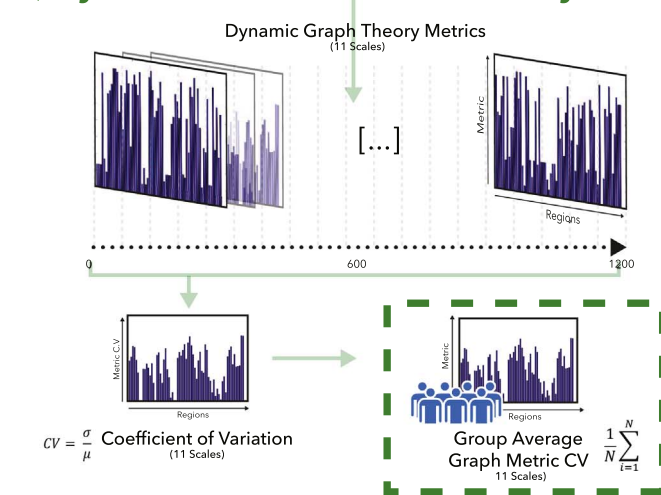 Dynamic Graph Theory Metrics
(11 Scales)
[...]
Metric
Regions
0
600
1200
Metric C.V
Regions
CV = σ/μ
Coefficient of Variation
(11 Scales)
Metric
Regions
Group Average
Graph Metric CV
11 Scales)
1/N ∑ i=1 N